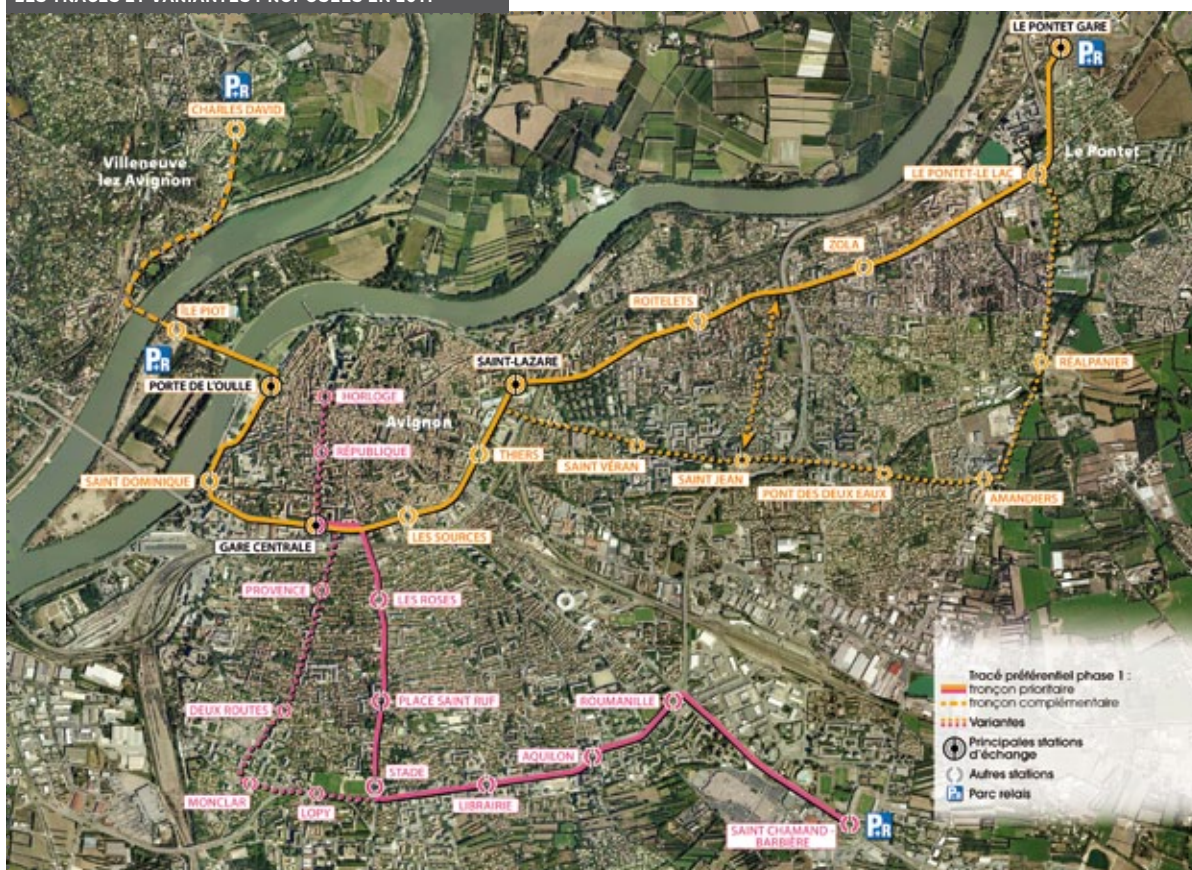 LE PONTET GARE
P+R
P+R
CHARLES DAVID
Villeneuve
lez Avignon
Le Pontet
LE PONTET-LE LAC
ZOLA
ÎLE PIOT
ROITELETS
P+R
SAINT-LAZARE
RÉALPANIER
PORTE DE L'OULLE
HORLOGE
Avignon
RÉPUBLIQUE
THIERS
SAINT VÉRAN
SAINT DOMINIQUE
SAINT JEAN
PONT DES DEUX EAUX
AMANDIERS
GARE CENTRALE
LES SOURCES
PROVENCE
LES ROSES
DEUX ROUTES
PLACE SAINT RUF
ROUMANILLE
AQUILON
STADE
MONCLAR
LOPY
LIBRAIRIE
SAINT CHAMAND -
BARBIÈRE
P+R
Tracé préférentiel phase 1 :
tronçon prioritaire
tronçon complémentaire
Variantes
Principales stations
d'échange
Autres stations
P+R
Parc relais